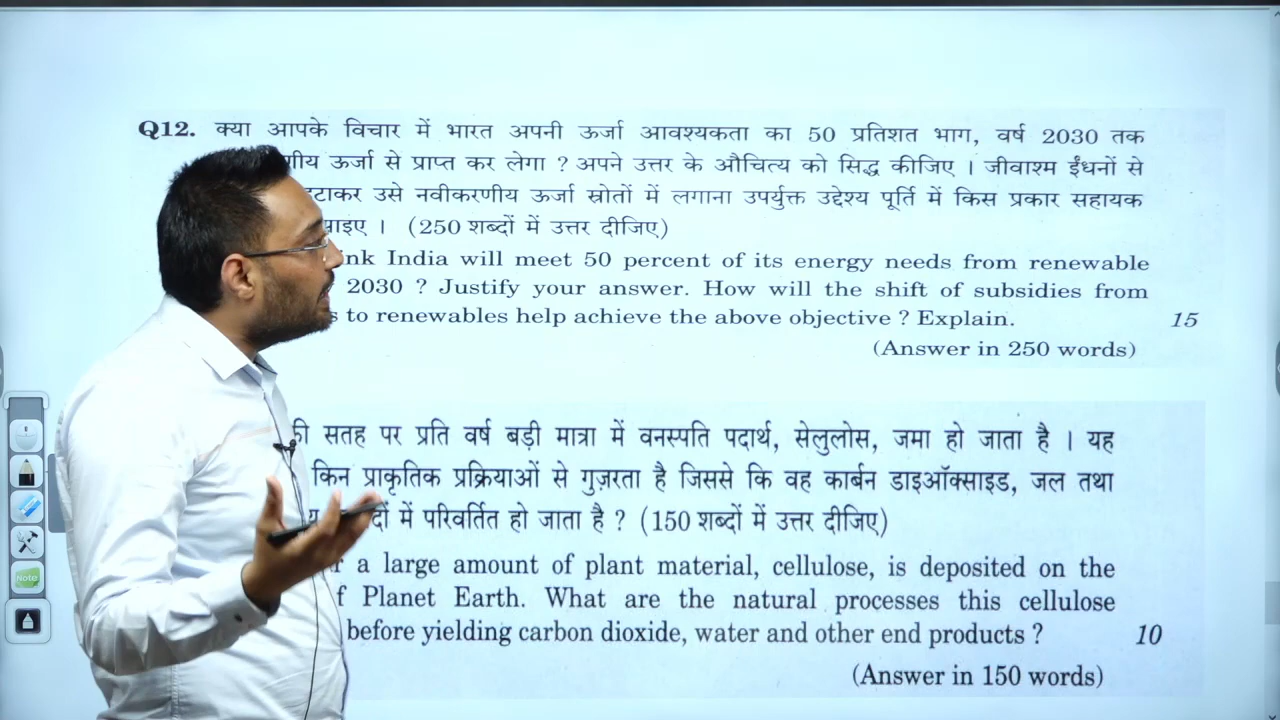 Q12. क्या आपके विचार में भारत अपनी ऊर्जा आवश्यकता का 50 प्रतिशत भाग, वर्ष 2030 तक
ऊर्जा से प्राप्त कर लेगा ? अपने उत्तर के औचित्य को सिद्ध कीजिए । जीवाश्म ईंधनों से
उसे नवीकरणीय ऊर्जा स्रोतों में लगाना उपर्युक्त उद्देश्य पूर्ति में किस प्रकार सहायक
। (250 शब्दों में उत्तर दीजिए)
India will meet 50 percent of its energy needs from renewable
2030 ? Justify your answer. How will the shift of subsidies from
to renewables help achieve the above objective ? Explain. 15
(Answer in 250 words)
सतह पर प्रति वर्ष बड़ी मात्रा में वनस्पति पदार्थ, सेलुलोस, जमा हो जाता है । यह
किन प्राकृतिक प्रक्रियाओं से गुज़रता है जिससे कि वह कार्बन डाइऑक्साइड, जल तथा
में परिवर्तित हो जाता है ? (150 शब्दों में उत्तर दीजिए)
a large amount of plant material, cellulose, is deposited on the
Planet Earth. What are the natural processes this cellulose
before yielding carbon dioxide, water and other end products ? 10
(Answer in 150 words)
Note